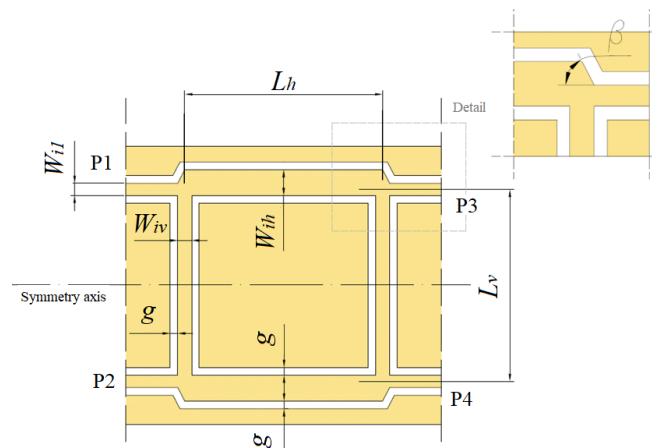 β
Lh
Detail
P1
Wi1
P3
Wiv
Wih
Lv
Symmetry axis
g
g
P2
P4
g